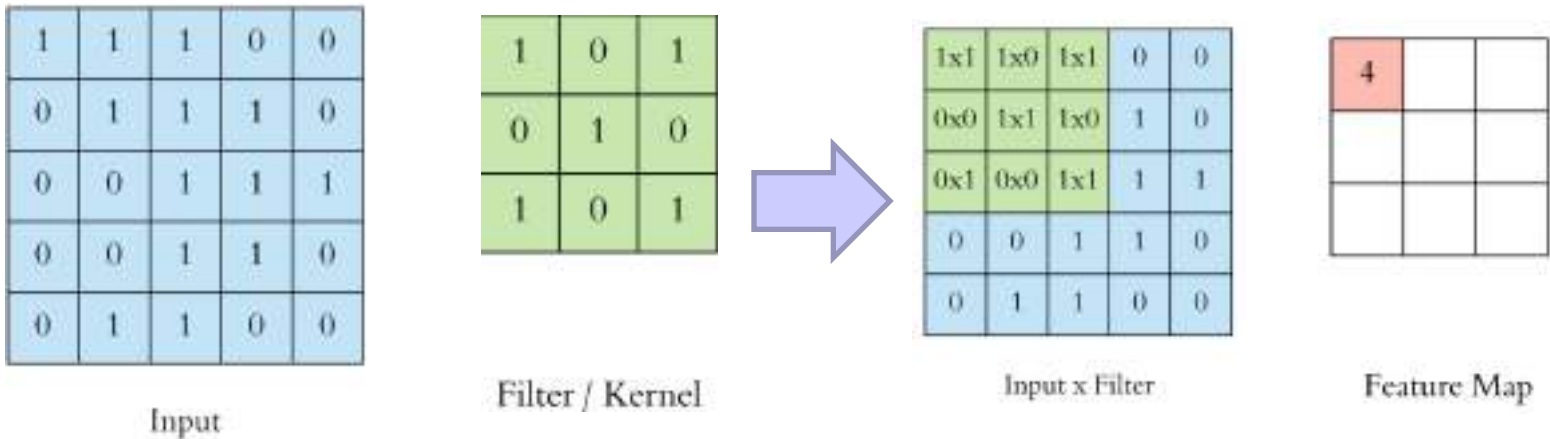 1 1 1 0 0
0 1 1 1 0
0 0 1 1 1
0 0 1 1 0
0 1 1 0 0
Input
1 0 1
0 1 0
1 0 1
Filter / Kernel
1x1 1x0 1x1 0 0
0x0 1x1 1x0 1 0
0x1 0x0 1x1 1 1
0 0 1 1 0
0 1 1 0 0
Input x Filter
4
Feature Map